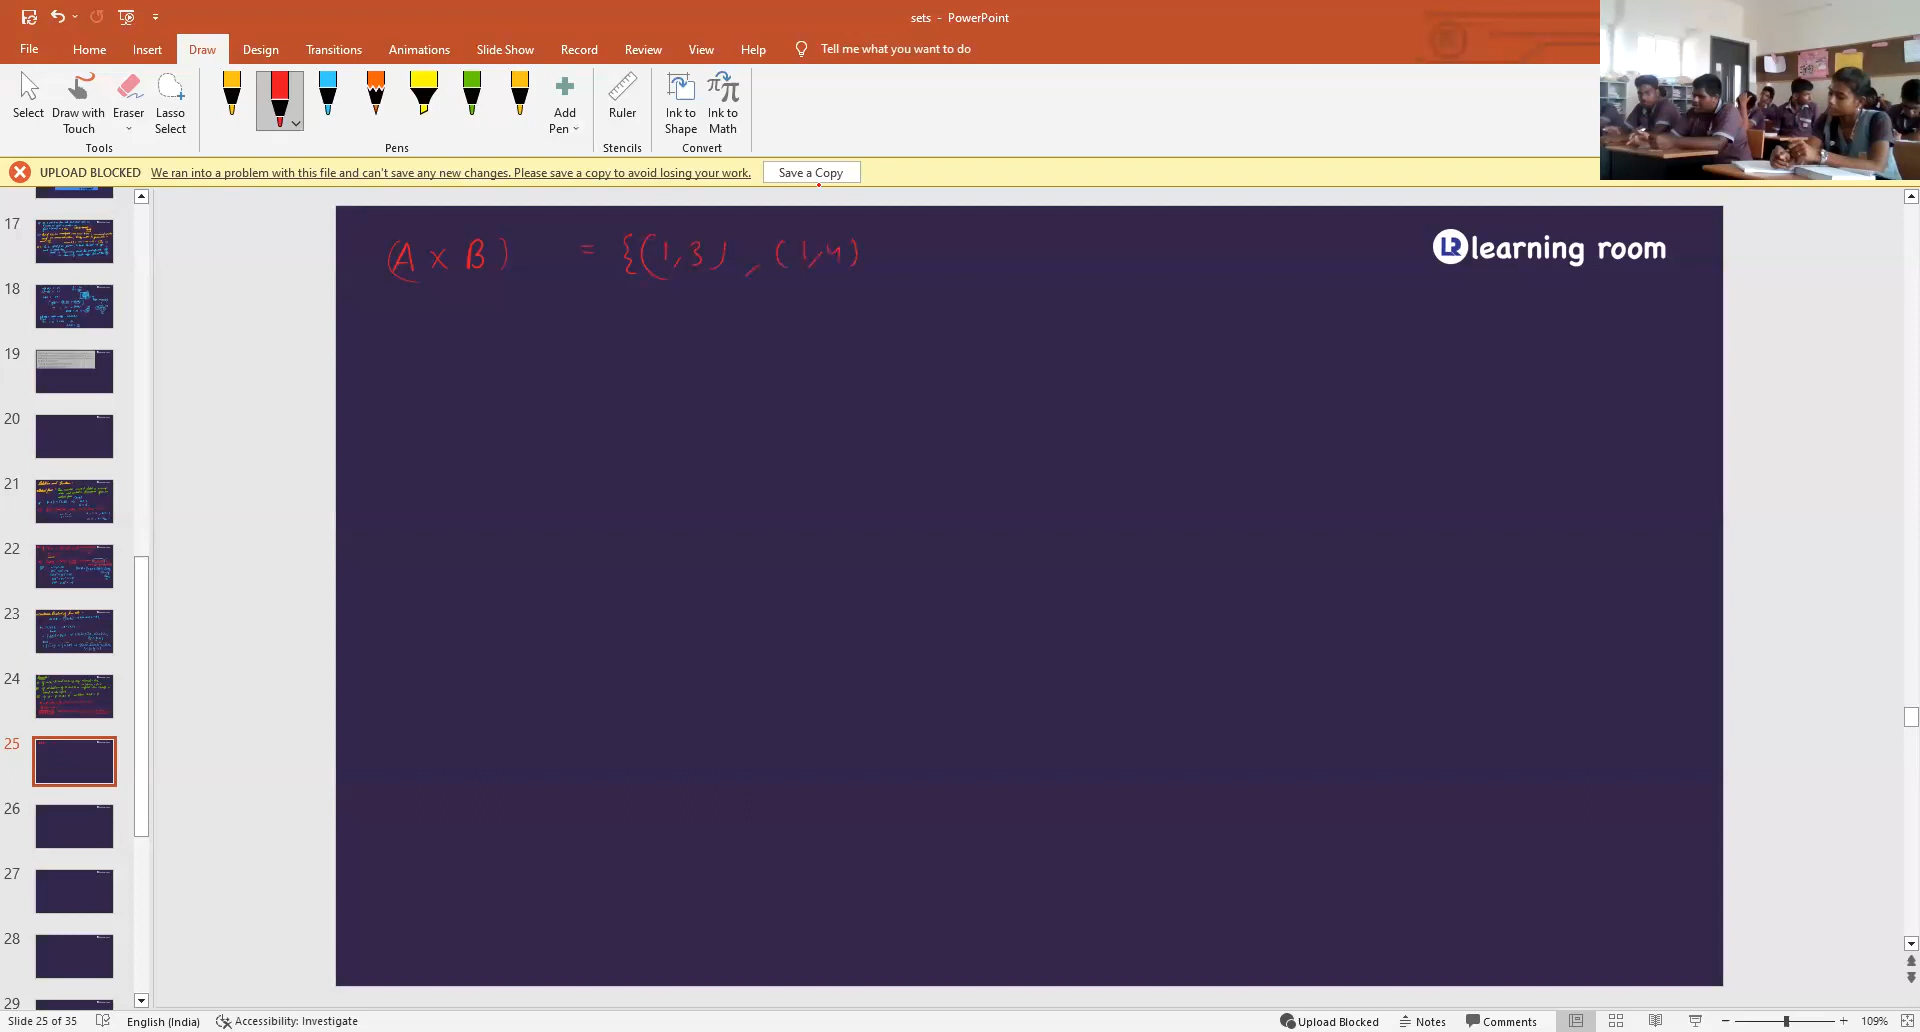 sets - PowerPoint
File Home Insert Draw Design Transitions Animations Slide Show Record Review View Help Tell me what you want to do
Select
Draw with Touch
Eraser
Lasso Select
Add Pen
Ruler
Ink to Shape
Ink to Math
Tools Pens Stencils Convert
UPLOAD BLOCKED We ran into a problem with this file and can't save any new changes. Please save a copy to avoid losing your work. Save a Copy
(A × B) = {(1,3) , (1,4)
LR learning room
17
18
19
20
21
22
23
24
25
26
27
28
29
Slide 25 of 35 English (India) Accessibility: Investigate Upload Blocked Notes Comments 109%